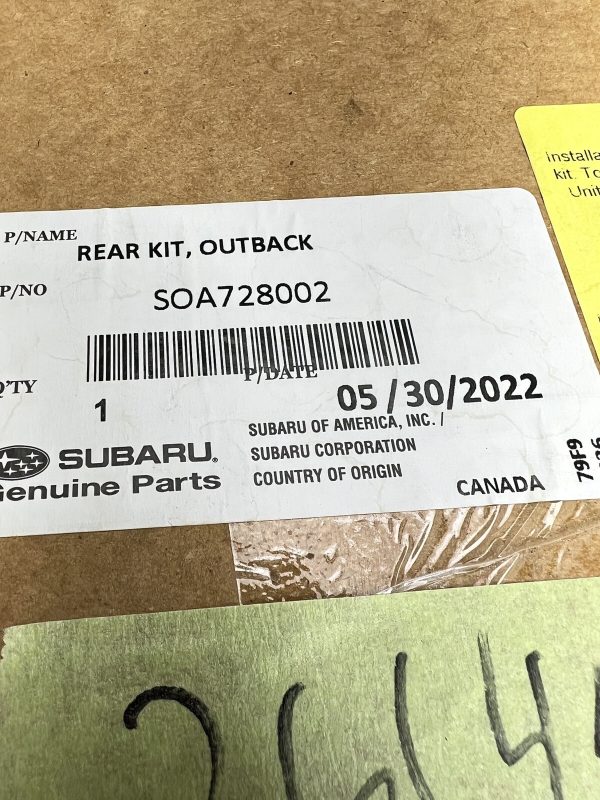 P/NAME
REAR KIT, OUTBACK
P/NO
SOA728002
P/DATE
Q'TY
1
05/30/2022
SUBARU OF AMERICA, INC. /
SUBARU CORPORATION
COUNTRY OF ORIGIN
CANADA
SUBARU®
Genuine Parts
79F9
installa
kit. To
Unit